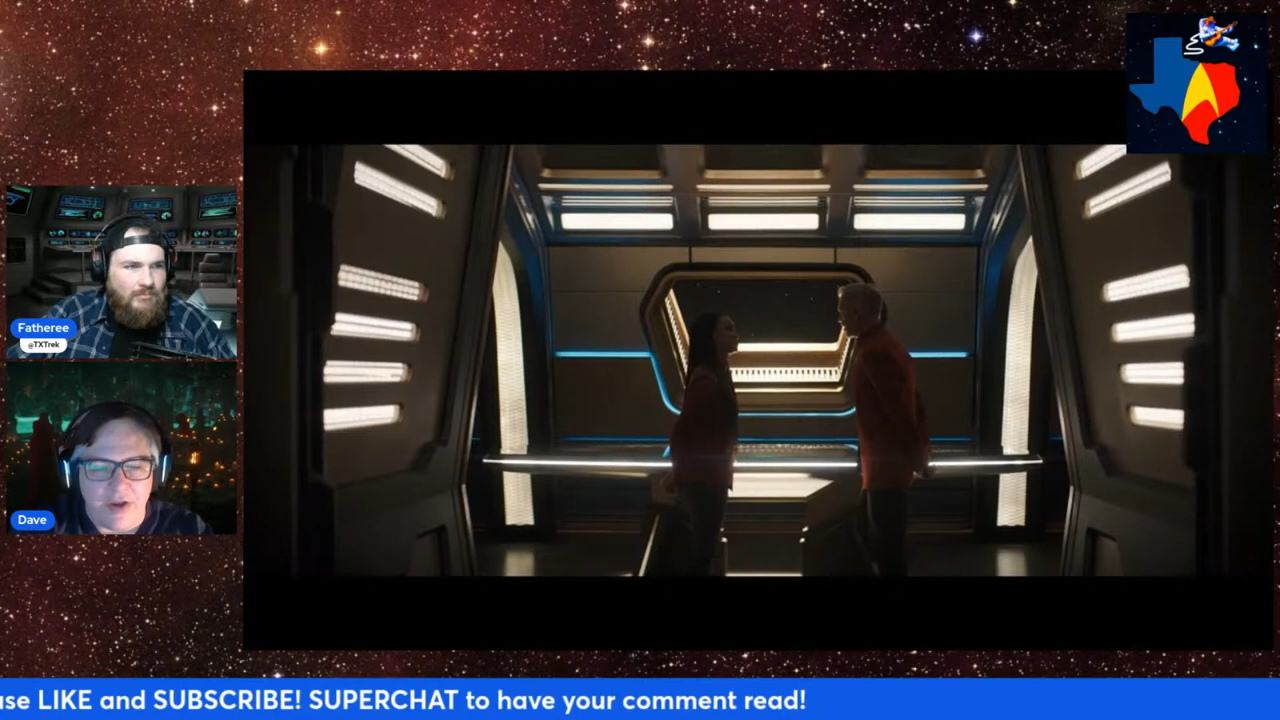 Fatheree
@TXTrek
Dave
ase LIKE and SUBSCRIBE! SUPERCHAT to have your comment read!